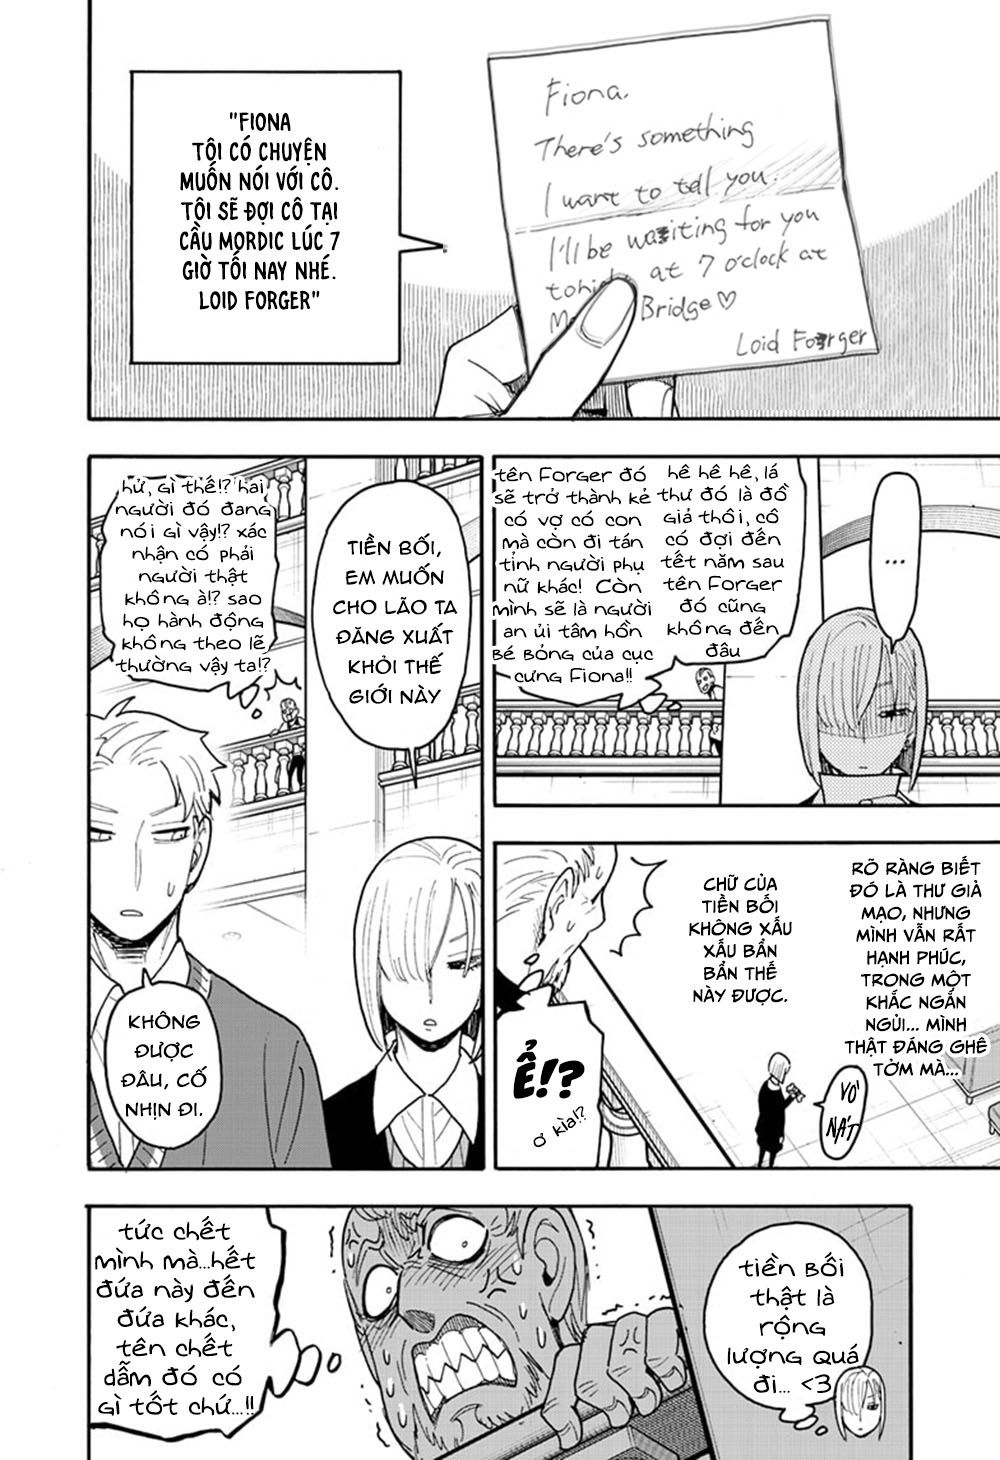 "FIONA
TÔI CÓ CHUYỆN
MUỐN NÓI VỚI CÔ.
TÔI SẼ ĐỢI CÔ TẠI
CẦU MORDIC LÚC 7
GIỜ TỐI NAY NHÉ.
LOID FORGER"
Fiona.
There's something
I want to tell you.
I'll be waiting for you
at 7 o'clock at
Bridge♡
Loid Forger
...
hê hê hê, lá
thư đó là đồ
giả thôi, cô
có đợi đến
tết năm sau
tên Forger
đó cũng
không đến
đâu
tên Forger đó
sẽ trở thành kẻ
có vợ có con
mà còn đi tán
tỉnh người phụ
nữ khác! Còn
mình sẽ là người
an ủi tâm hồn
Bé Bỏng của cục
cưng Fiona!!
RÕ RÀNG BIẾT
ĐÓ LÀ THƯ GIẢ
MẠO, NHƯNG
MÌNH VẪN RẤT
HẠNH PHÚC,
TRONG MỘT
KHẮC NGẮN
NGỦI... MÌNH
THẬT ĐÁNG GHÊ
TỞM MÀ...
VÒ
NÁT
CHỮ CỦA
TIỀN BỐI
KHÔNG XẤU
XẤU BẨN
BẨN THẾ
NÀY ĐƯỢC.
Ể!?
ơ kìa!?
TIỀN BỐI,
EM MUỐN
CHO LÃO TA
ĐĂNG XUẤT
KHỎI THẾ
GIỚI NÀY
hử, gì thế!? hai
người đó đang
nói gì vậy!? xác
nhận có phải
người thật
không à!? sao
họ hành động
không theo lẽ
thường vậy ta!?
KHÔNG
ĐƯỢC
ĐÂU, CỐ
NHỊN ĐI.
tiền Bối
thật là
rộng
lượng quá
đi... <3
tức chết
mình mà...hết
đứa này đến
đứa khác,
tên chết
dẫm đó có
gì tốt chứ...!!